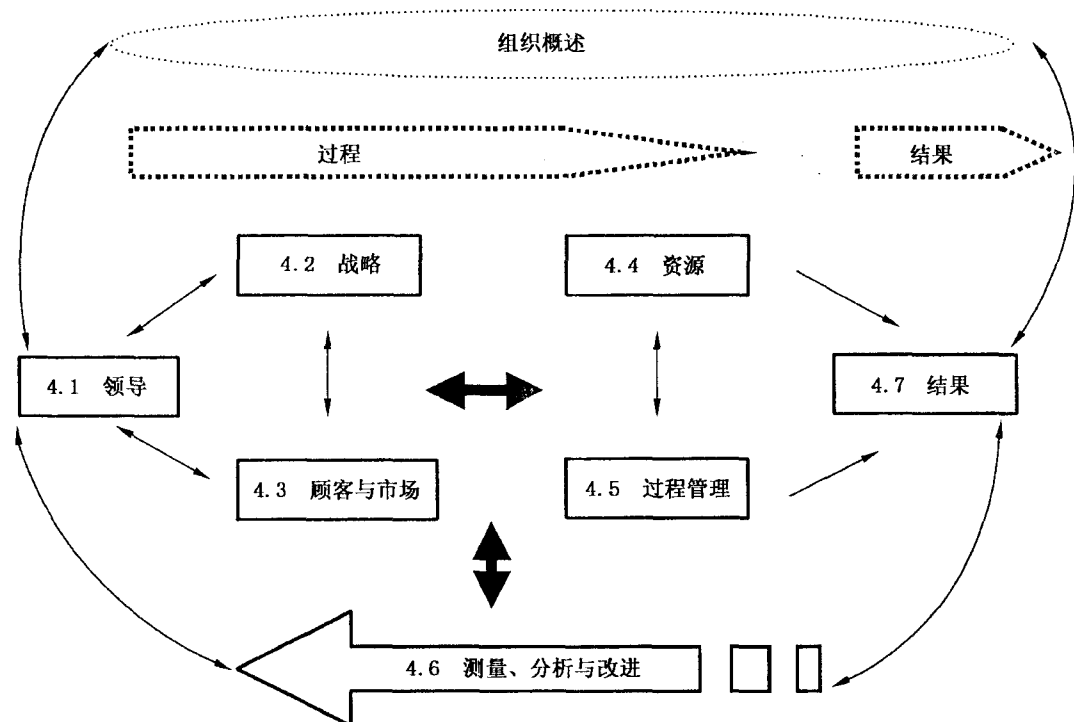 组织概述
过程
结果
4.2 战略
4.4 资源
4.1 领导
4.7 结果
4.3 顾客与市场
4.5 过程管理
4.6 测量、分析与改进